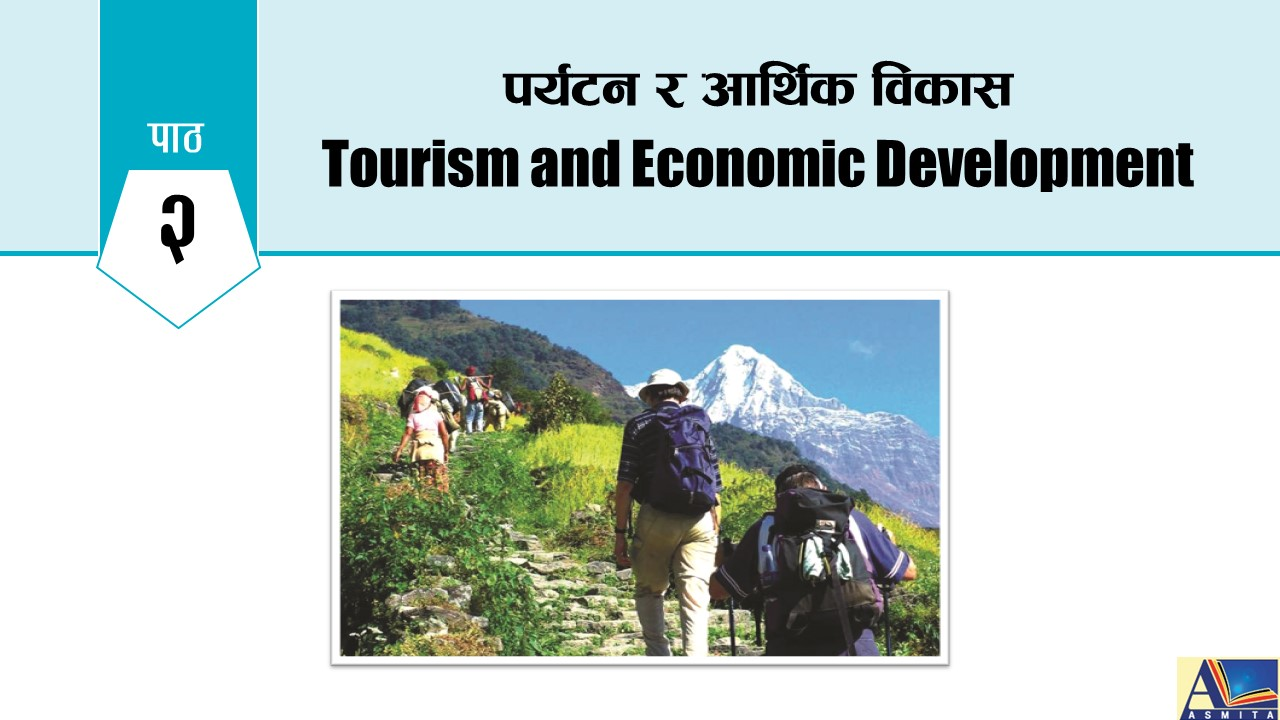 पाठ
२
पर्यटन र आर्थिक विकास
Tourism and Economic Development
ASMITA